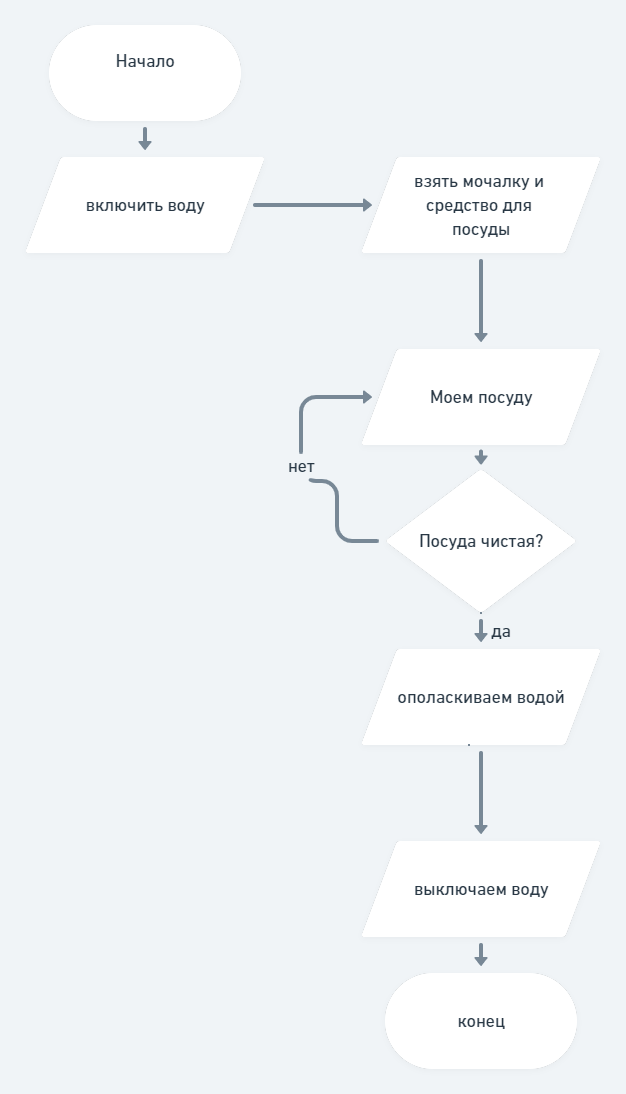 Начало
включить воду
взять мочалку и
средство для
посуды
Моем посуду
нет
Посуда чистая?
да
ополаскиваем водой
выключаем воду
конец